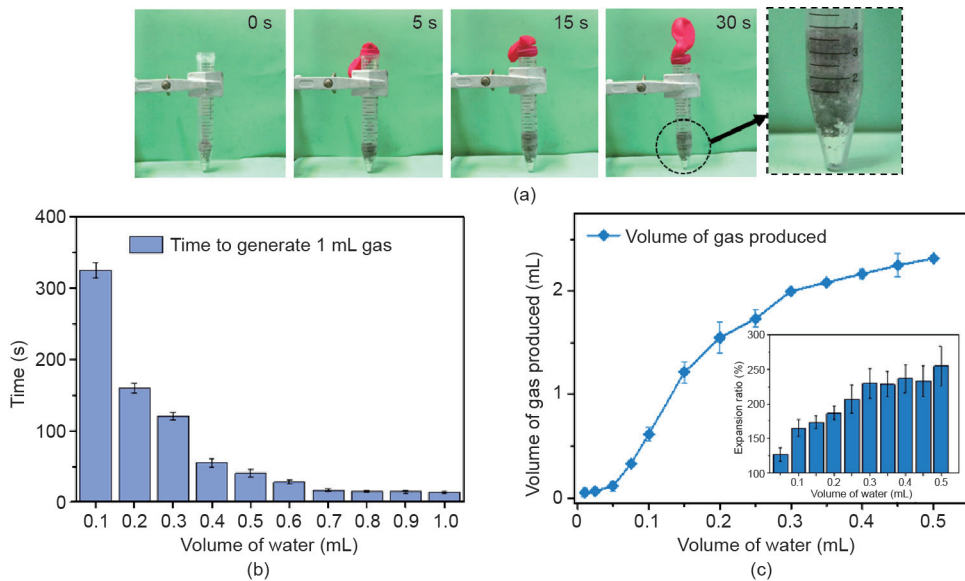 0 s
5 s
15 s
30 s
4
3
2
(a)
400
300
200
100
0
Time (s)
Time to generate 1 mL gas
0.1 0.2 0.3 0.4 0.5 0.6 0.7 0.8 0.9 1.0
Volume of water (mL)
(b)
2
1
0
Volume of gas produced (mL)
Volume of gas produced
300
250
200
150
100
Expansion ratio (%)
0.1 0.2 0.3 0.4 0.5
Volume of water (mL)
0 0.1 0.2 0.3 0.4 0.5
Volume of water (mL)
(c)